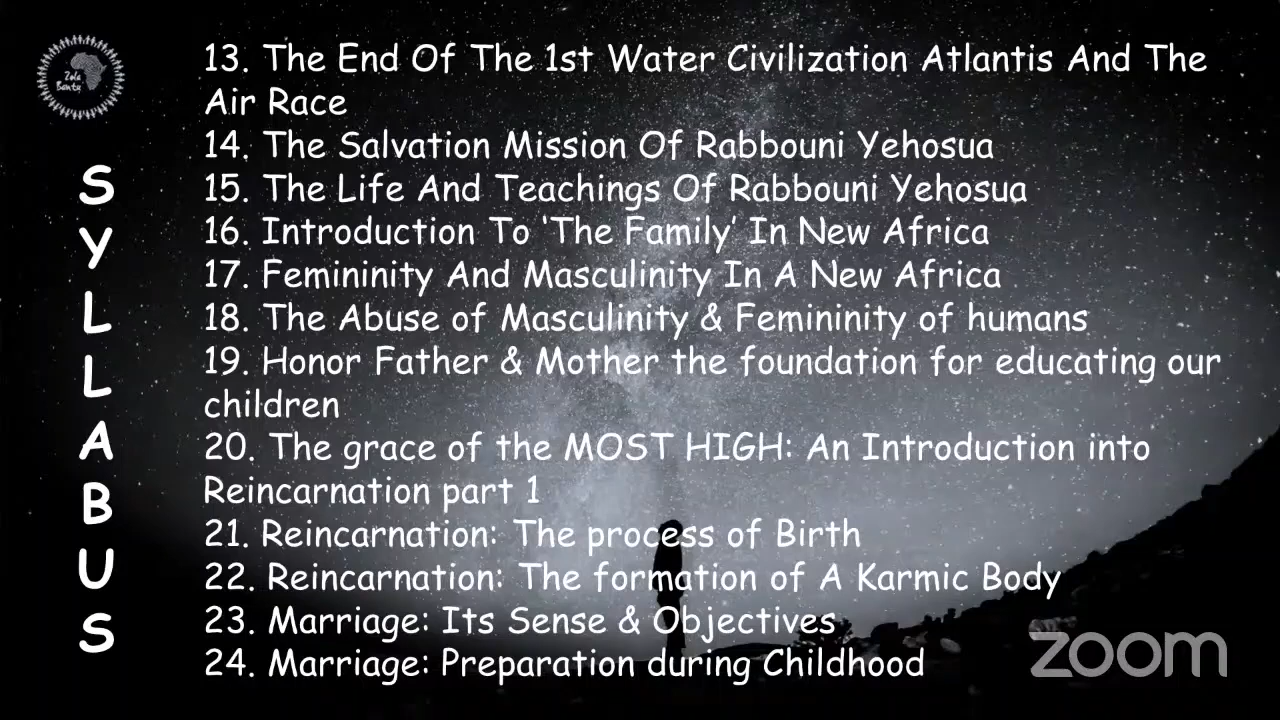 Zola
Bantu
SYLLABUS
13. The End Of The 1st Water Civilization Atlantis And The
Air Race
14. The Salvation Mission Of Rabbouni Yehosua
15. The Life And Teachings Of Rabbouni Yehosua
16. Introduction To ‘The Family’ In New Africa
17. Femininity And Masculinity In A New Africa
18. The Abuse of Masculinity & Femininity of humans
19. Honor Father & Mother the foundation for educating our
children
20. The grace of the MOST HIGH: An Introduction into
Reincarnation part 1
21. Reincarnation: The process of Birth
22. Reincarnation: The formation of A Karmic Body
23. Marriage: Its Sense & Objectives
24. Marriage: Preparation during Childhood
zoom